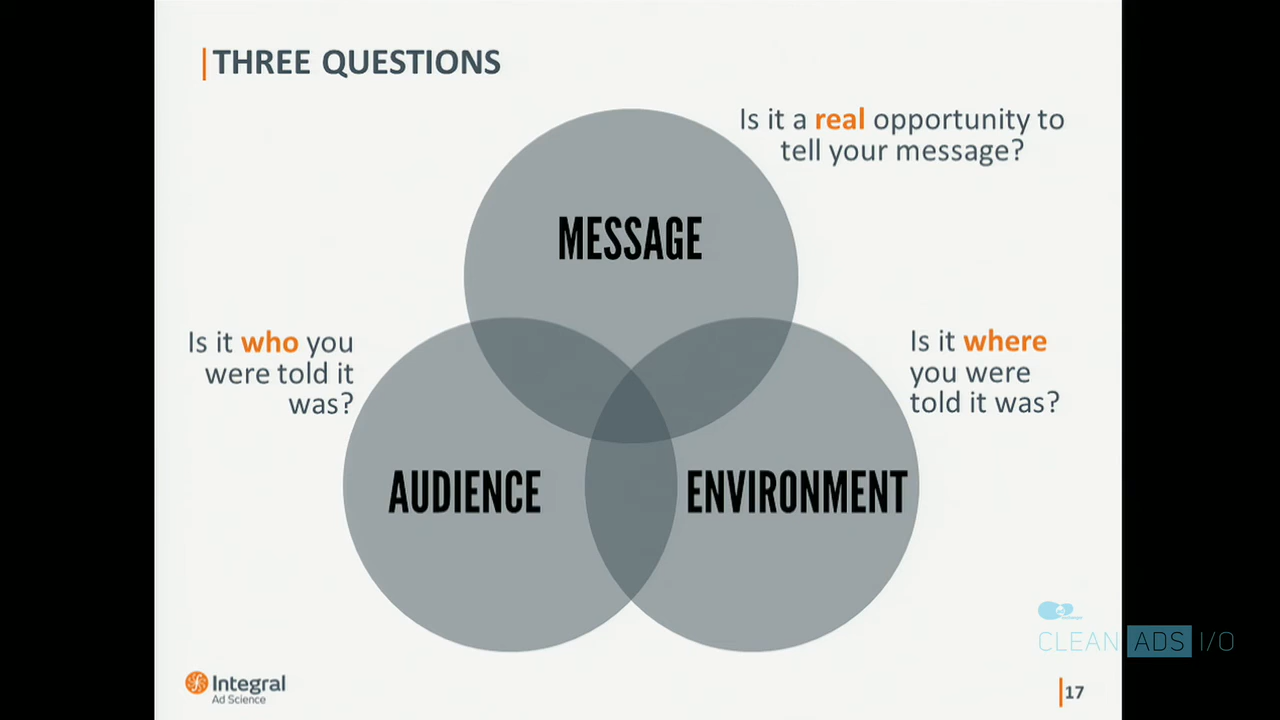 THREE QUESTIONS
Is it a real opportunity to
tell your message?
MESSAGE
Is it who you
were told it
was?
Is it where
you were
told it was?
AUDIENCE
ENVIRONMENT
CLEAN ADS I/O
Integral
Ad Science
17